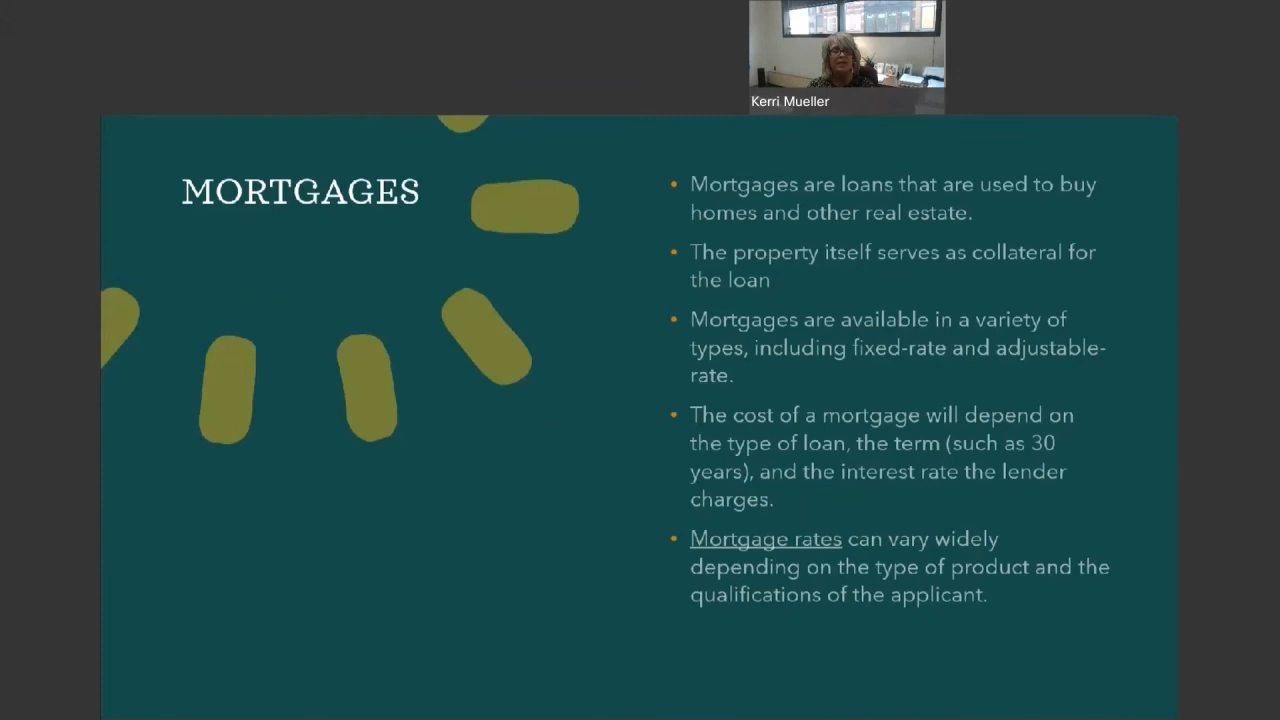 Kerri Mueller
MORTGAGES
• Mortgages are loans that are used to buy
homes and other real estate.
• The property itself serves as collateral for
the loan
• Mortgages are available in a variety of
types, including fixed-rate and adjustable-
rate.
• The cost of a mortgage will depend on
the type of loan, the term (such as 30
years), and the interest rate the lender
charges.
• Mortgage rates can vary widely
depending on the type of product and the
qualifications of the applicant.